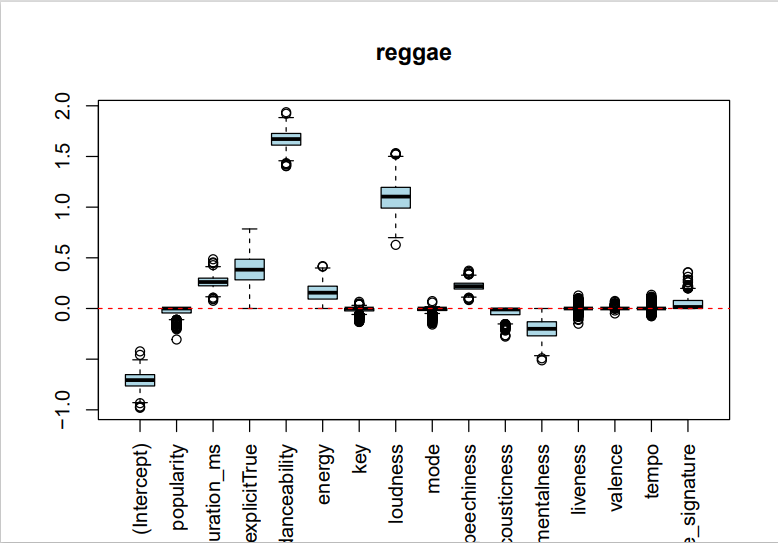 reggae
2.0
1.5
1.0
0.5
0.0
−1.0
(Intercept)
popularity
uration_ms
explicitTrue
danceability
energy
key
loudness
mode
peechiness
cousticness
mentalness
liveness
valence
tempo
e_signature